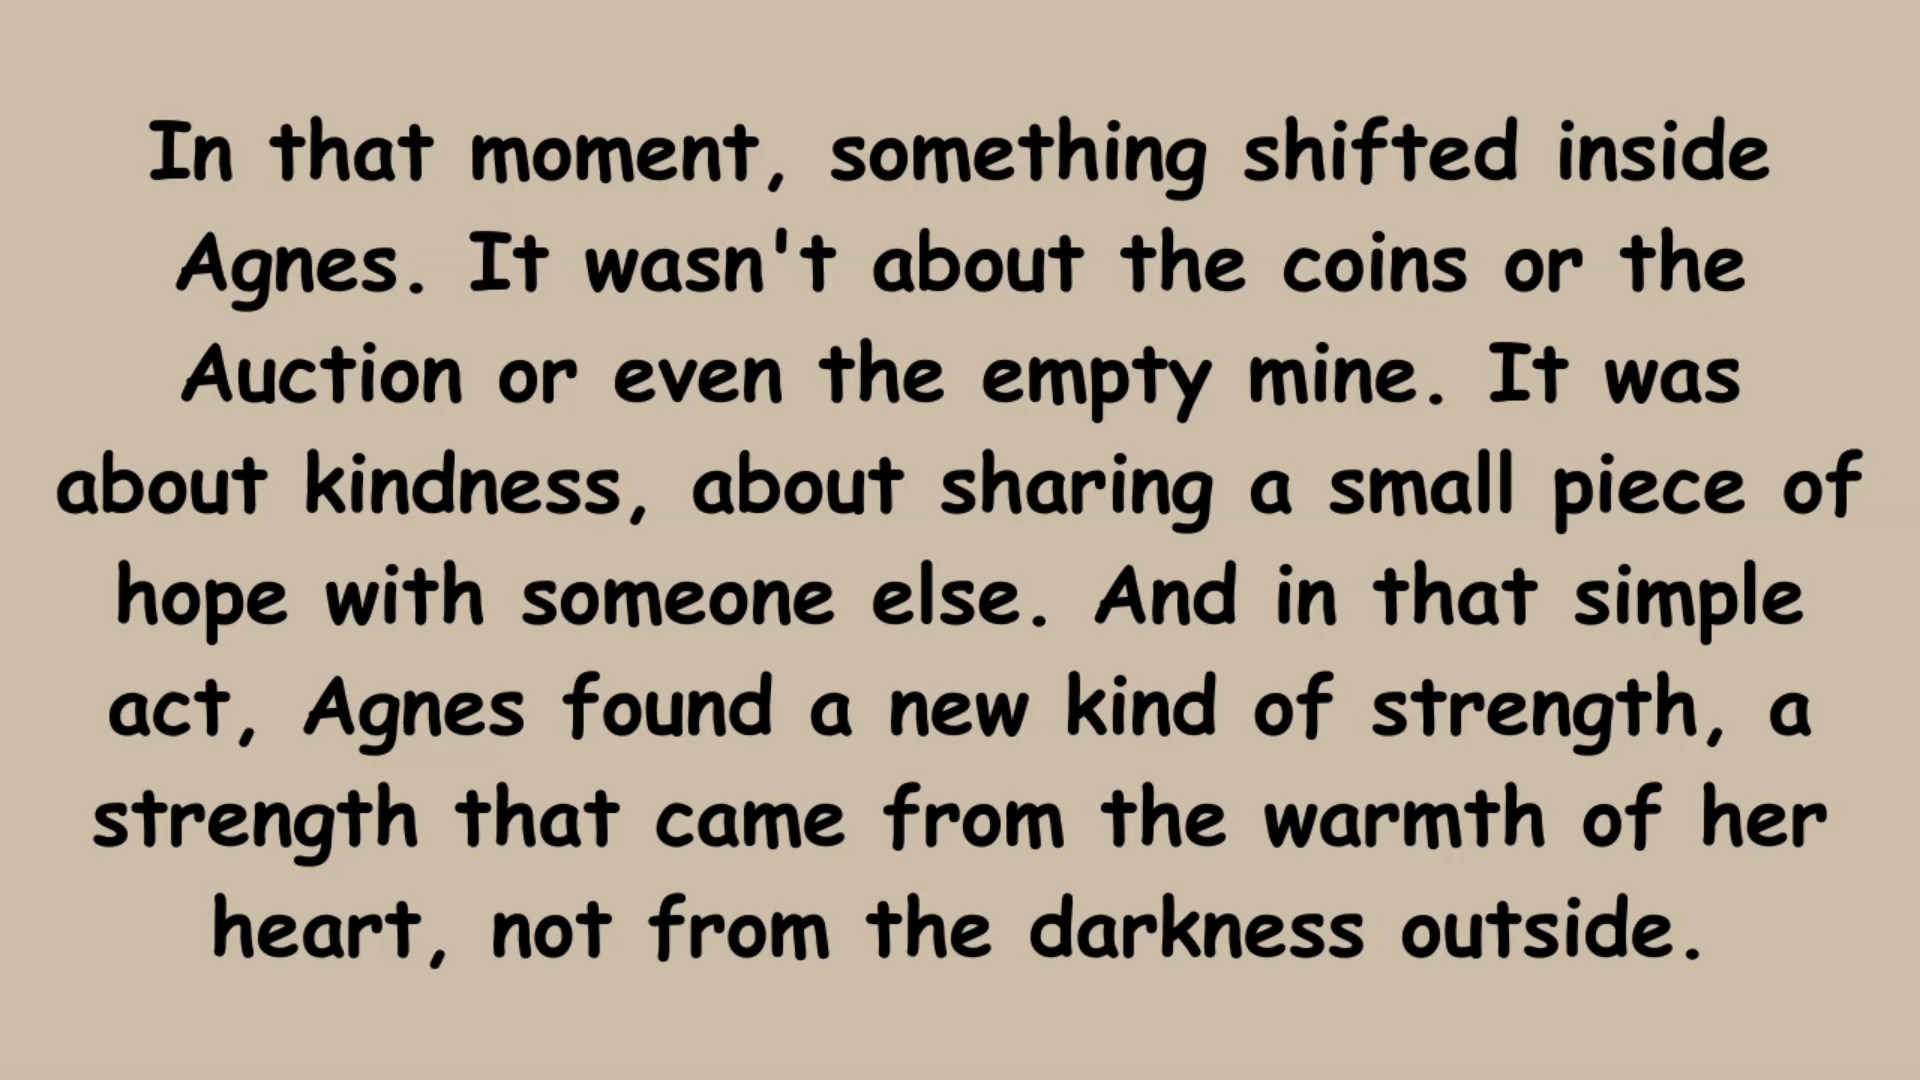 In that moment, something shifted inside
Agnes. It wasn't about the coins or the
Auction or even the empty mine. It was
about kindness, about sharing a small piece of
hope with someone else. And in that simple
act, Agnes found a new kind of strength, a
strength that came from the warmth of her
heart, not from the darkness outside.